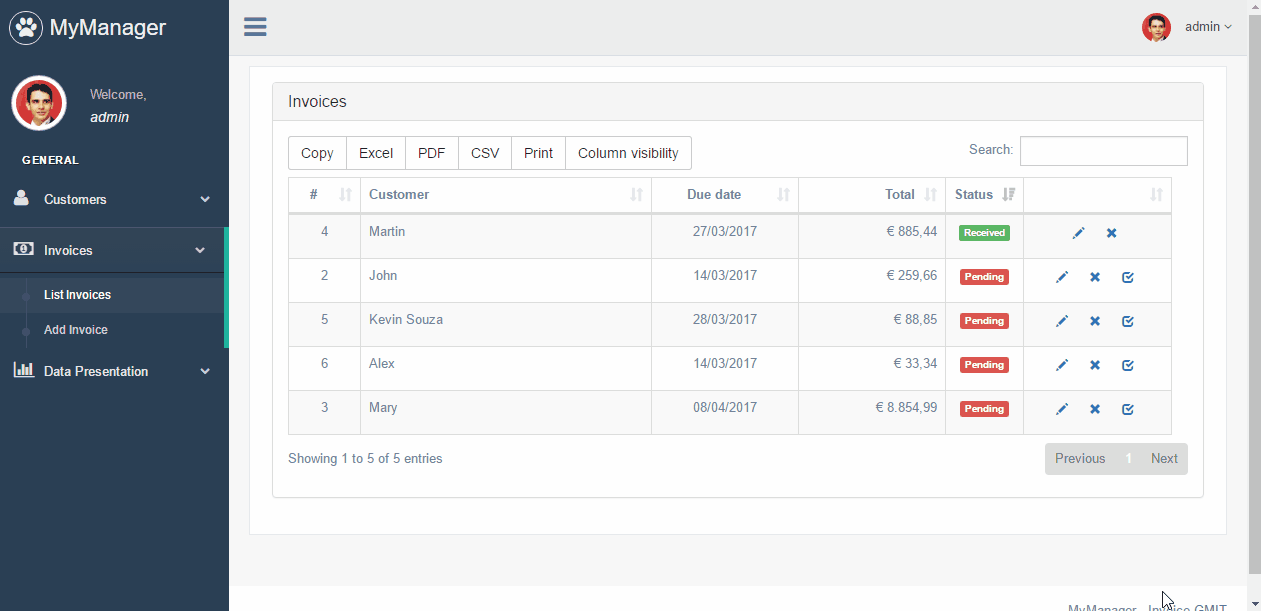 MyManager
admin
Welcome,
admin
GENERAL
Customers
Invoices
List Invoices
Add Invoice
Data Presentation
Invoices
Copy Excel PDF CSV Print Column visibility
Search:
# Customer Due date Total Status
4 Martin 27/03/2017 € 885,44 Received
2 John 14/03/2017 € 259,66 Pending
5 Kevin Souza 28/03/2017 € 88,85 Pending
6 Alex 14/03/2017 € 33,34 Pending
3 Mary 08/04/2017 € 8.854,99 Pending
Showing 1 to 5 of 5 entries
Previous 1 Next
MyManager Invoice GMIT